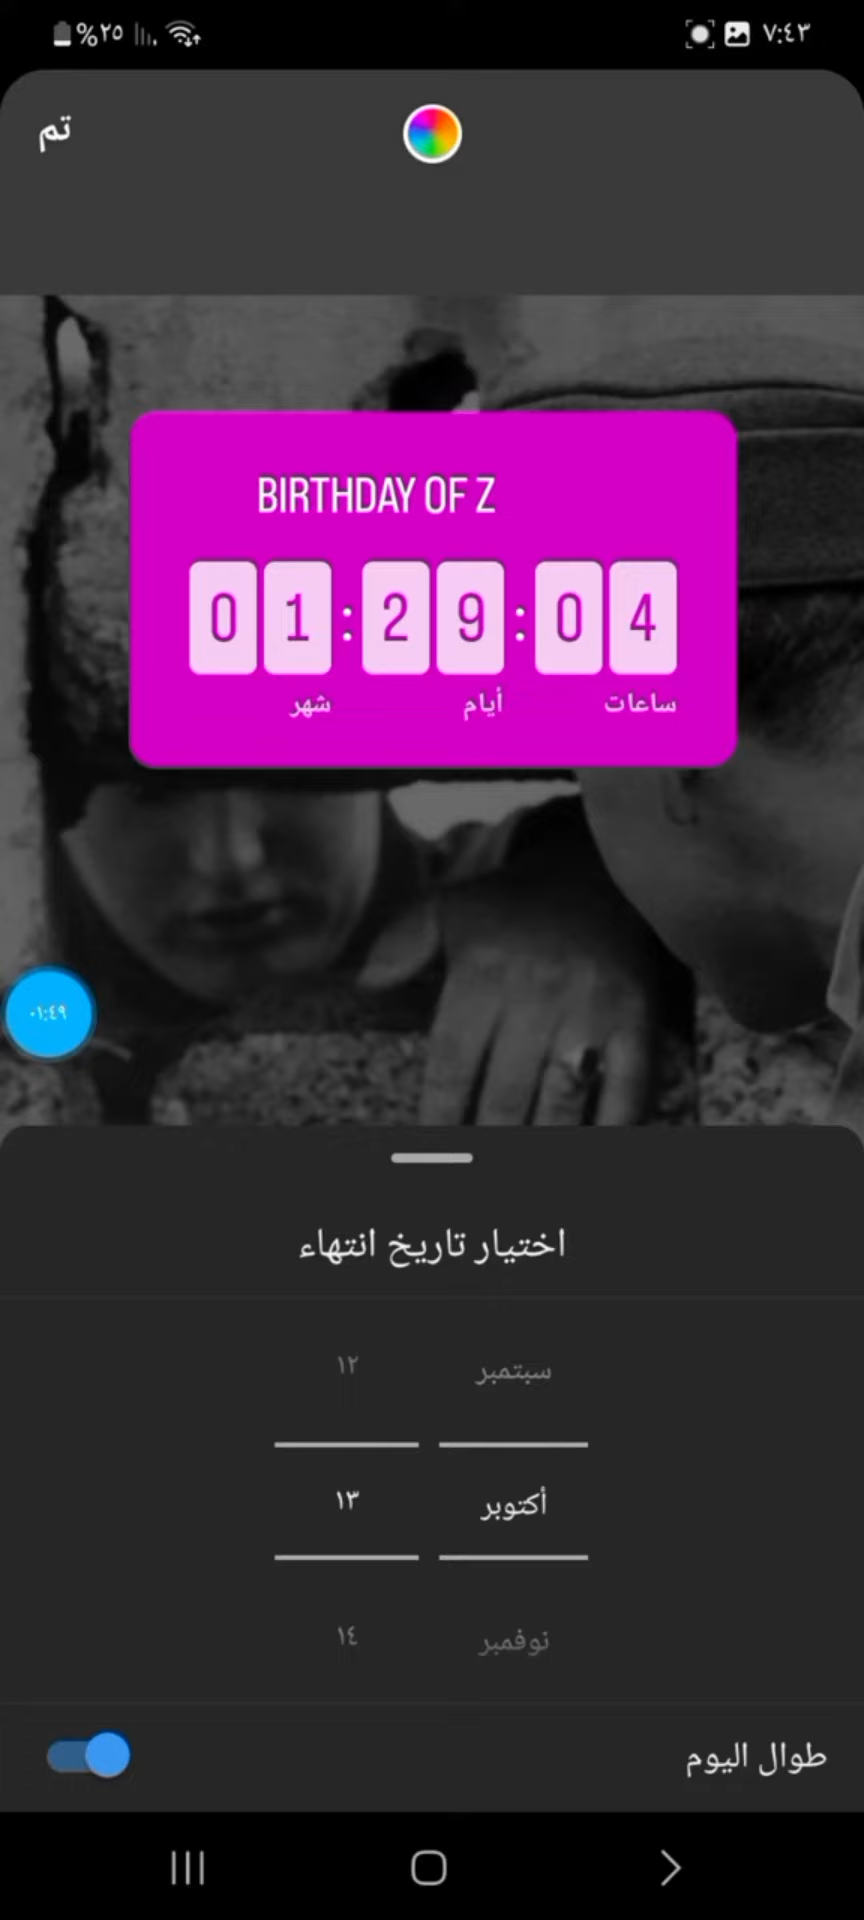 %٢٥ ٧:٤٣
تم
BIRTHDAY OF Z
01:29:04
شهر أيام ساعات
٠١:٤٩
اختيار تاريخ انتهاء
سبتمبر ١٢
أكتوبر ١٣
نوفمبر ١٤
طوال اليوم